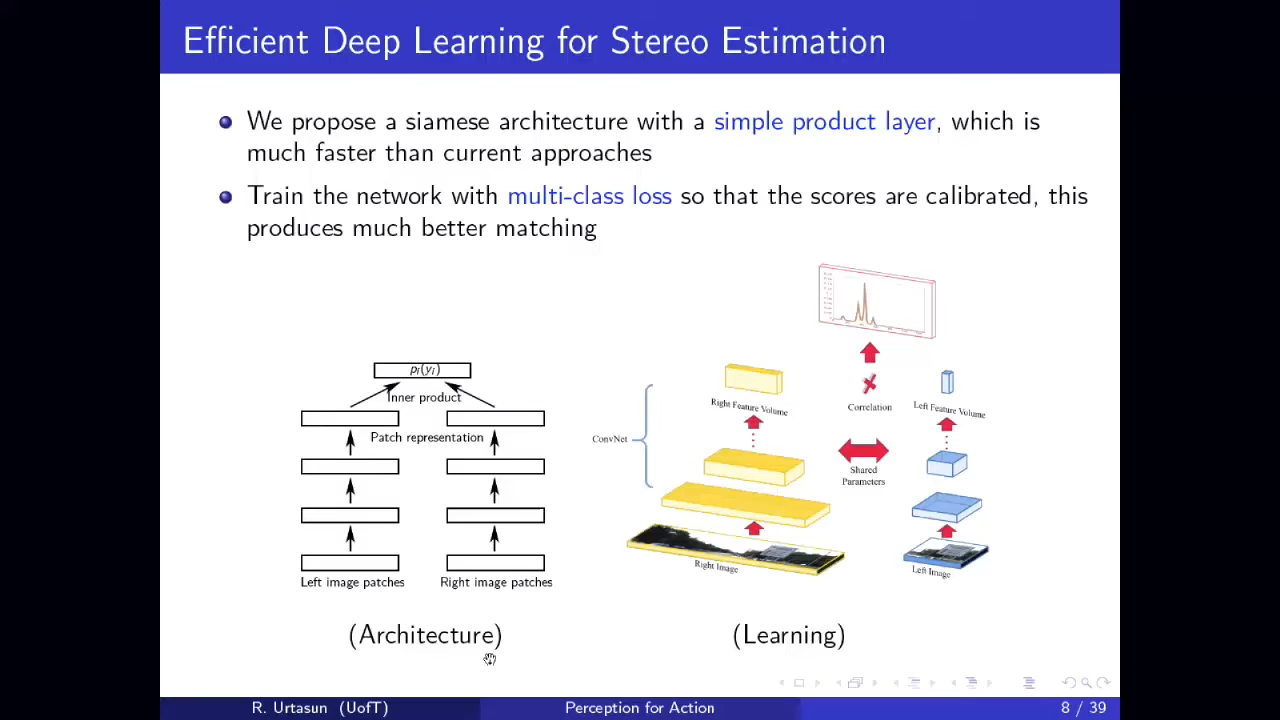 Efficient Deep Learning for Stereo Estimation
We propose a siamese architecture with a simple product layer, which is
much faster than current approaches
Train the network with multi-class loss so that the scores are calibrated, this
produces much better matching
p_i(y_i)
Inner product
Patch representation
Left image patches
Right image patches
(Architecture)
ConvNet
Right Feature Volume
Correlation
Left Feature Volume
Shared
Parameters
Right Image
Left Image
(Learning)
R. Urtasun (UofT)
Perception for Action
8 / 39